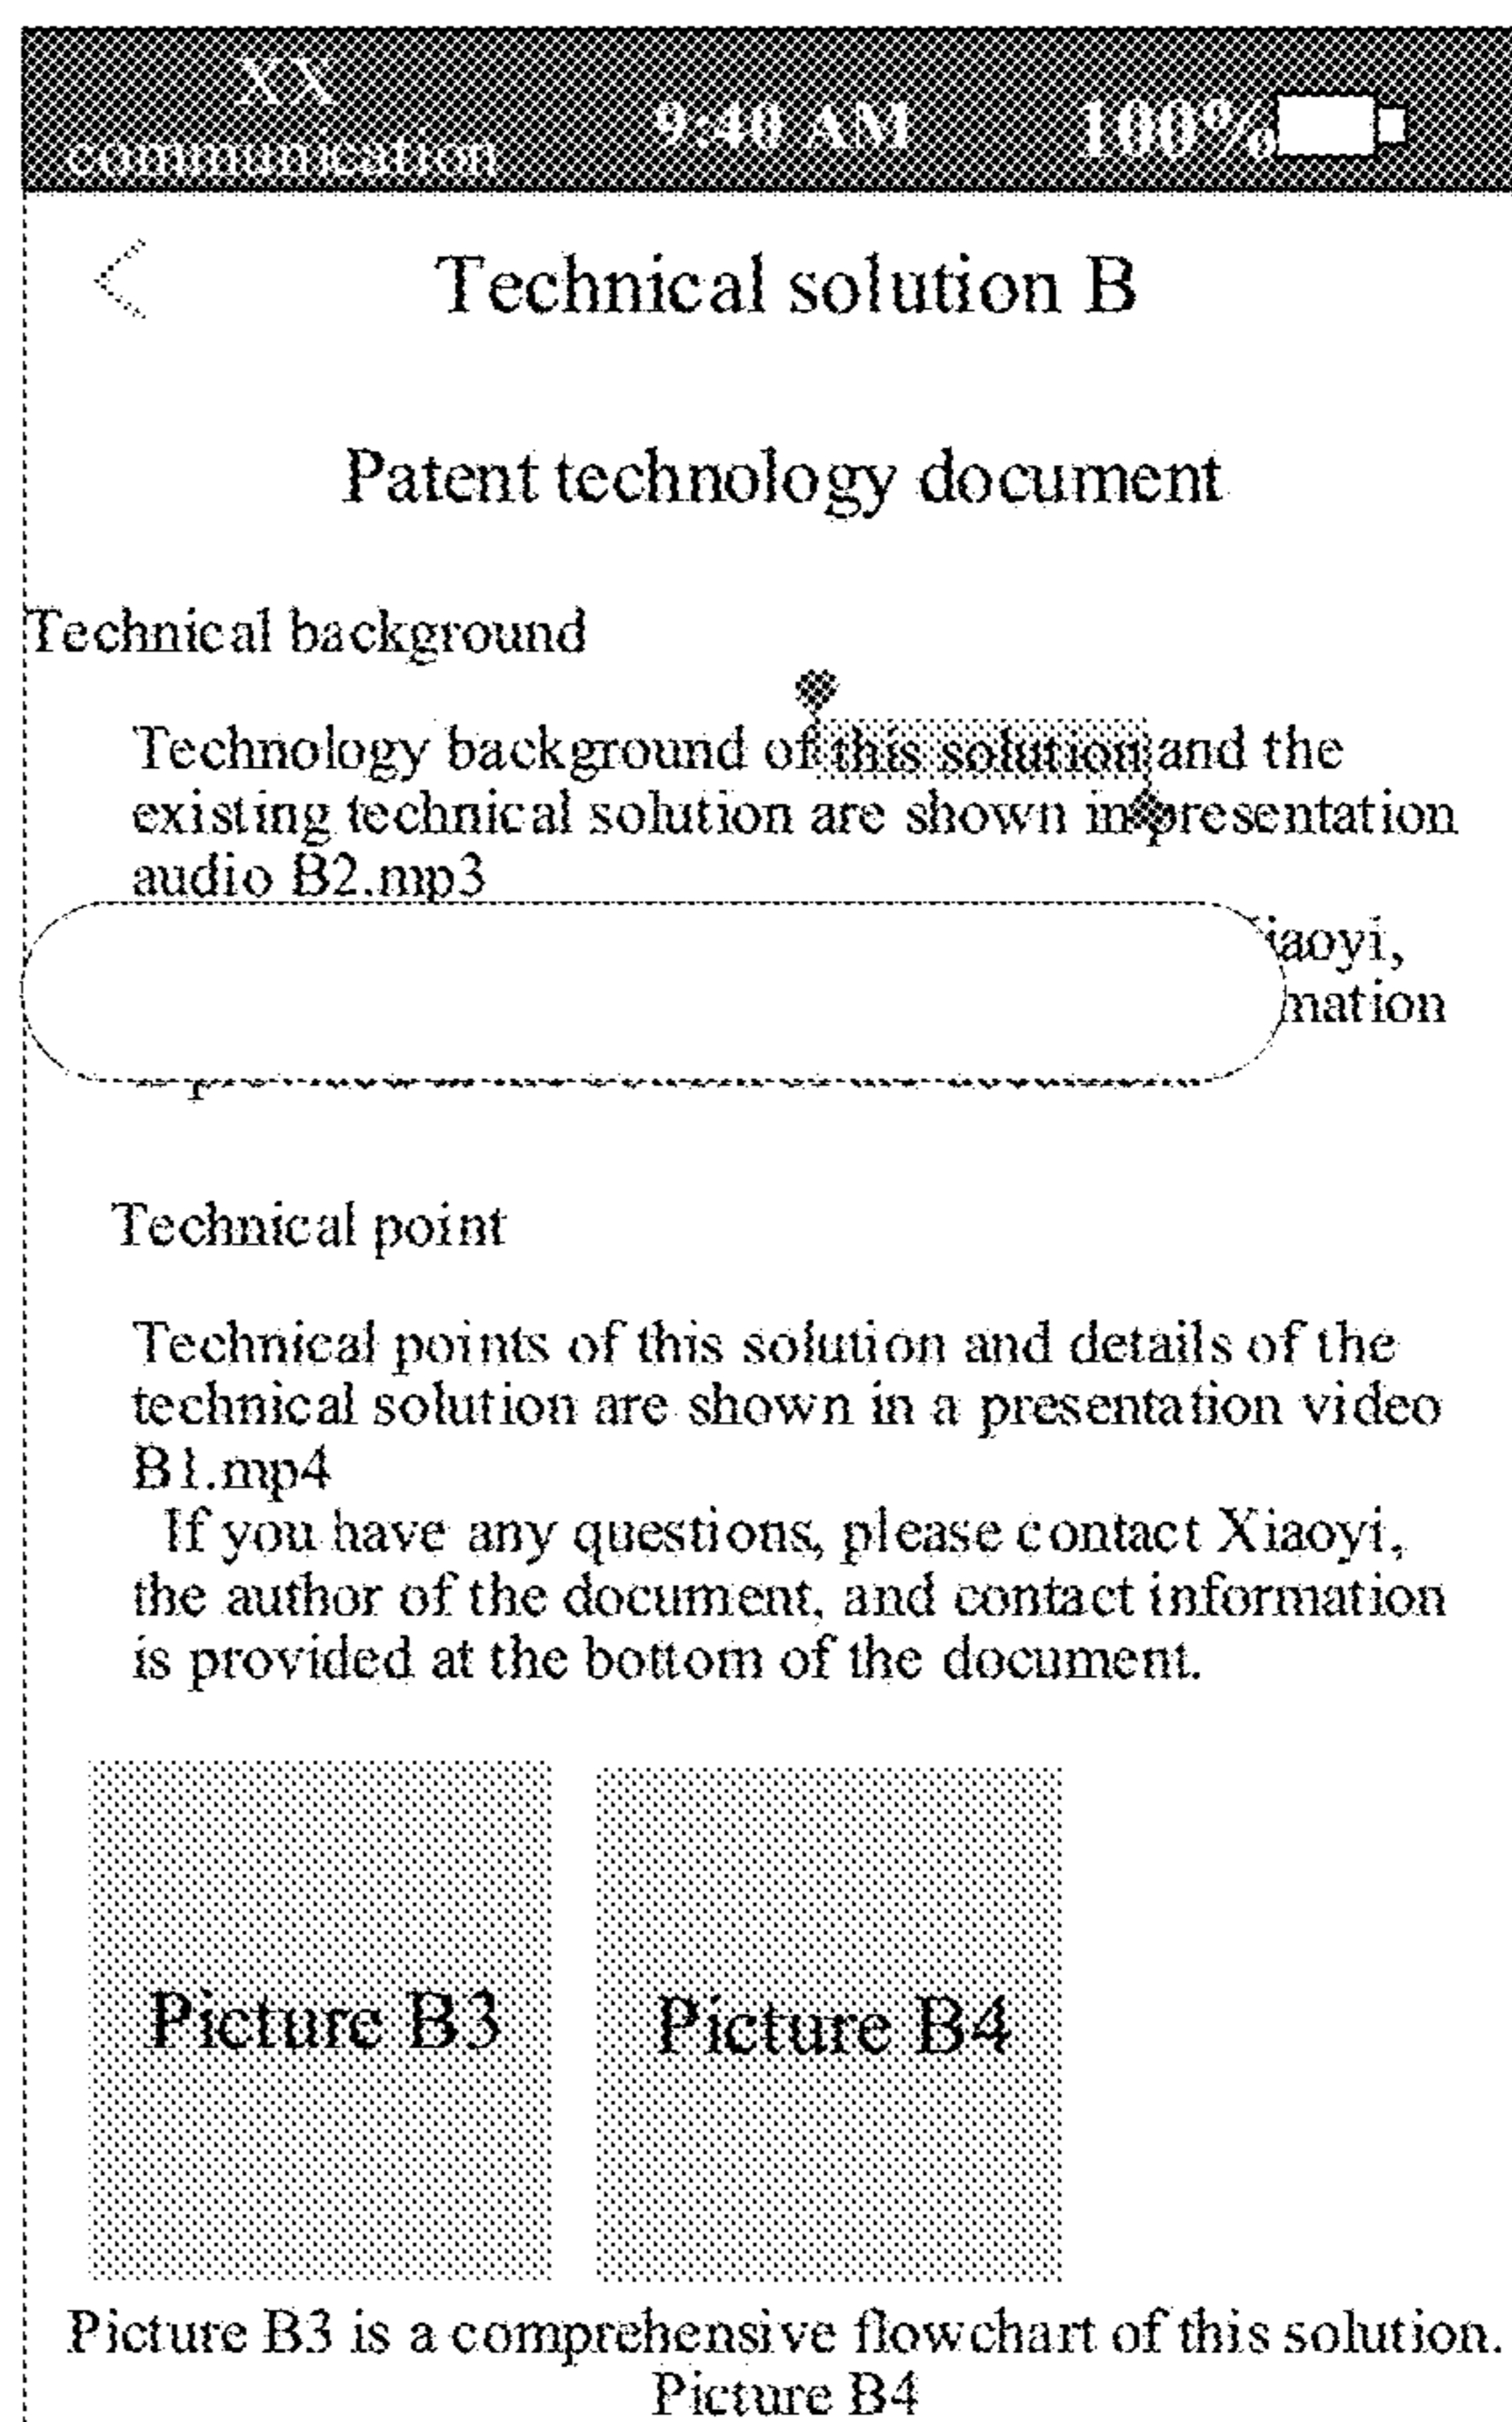 XX
communication
9:40 AM
100%
Technical solution B
Patent technology document
Technical background
Technology background of this solution and the
existing technical solution are shown in presentation
audio B2.mp3
iaoyi,
mation
Technical point
Technical points of this solution and details of the
technical solution are shown in a presentation video
B1.mp4
If you have any questions, please contact Xiaoyi,
the author of the document, and contact information
is provided at the bottom of the document.
Picture B3
Picture B4
Picture B3 is a comprehensive flowchart of this solution.
Picture B4